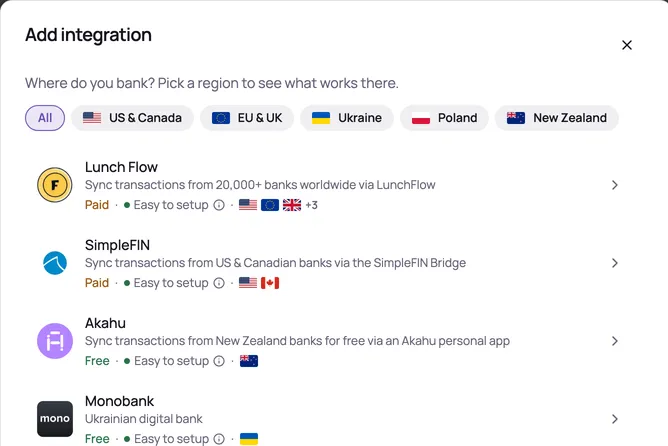 Add integration
Where do you bank? Pick a region to see what works there.
All US & Canada EU & UK Ukraine Poland New Zealand
Lunch Flow
F
Sync transactions from 20,000+ banks worldwide via LunchFlow
Paid · Easy to setup · +3
SimpleFIN
Sync transactions from US & Canadian banks via the SimpleFIN Bridge
Paid · Easy to setup ·
Akahu
Sync transactions from New Zealand banks for free via an Akahu personal app
Free · Easy to setup ·
Monobank
mono
Ukrainian digital bank
Free · Easy to setup ·